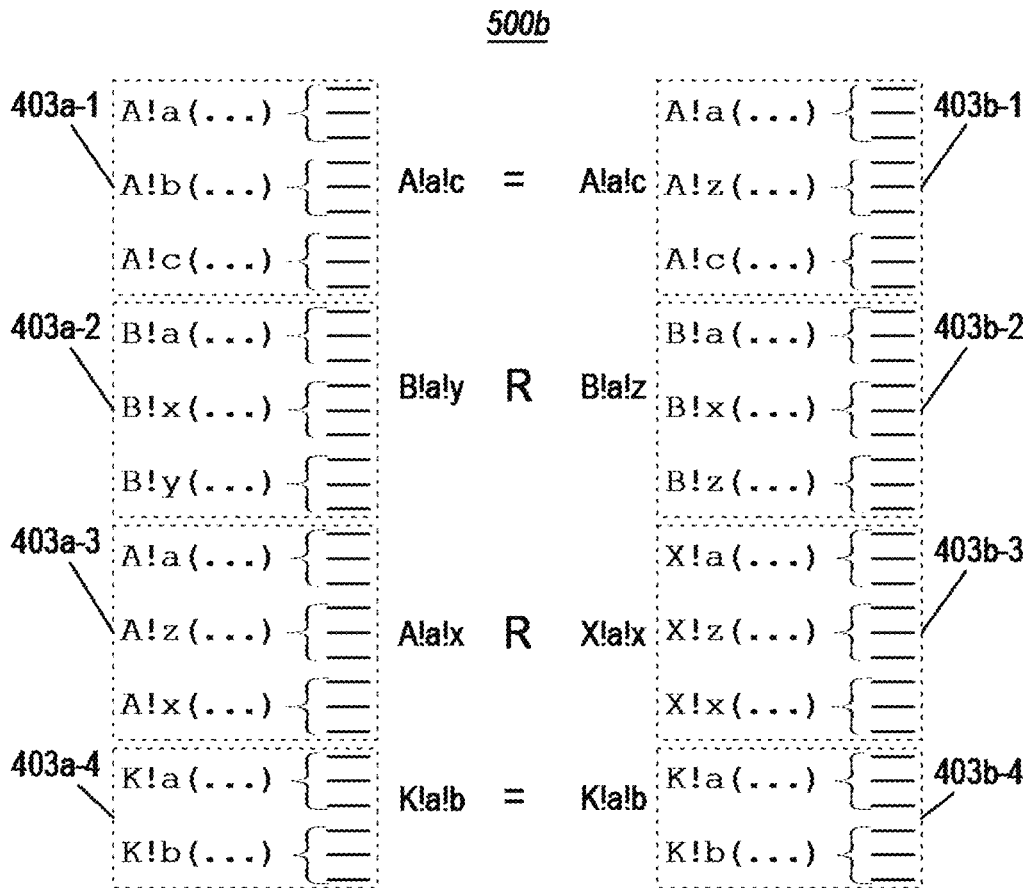 500b
403a-1 A!a(...) A!a(...) 403b-1
A!b(...) A!a!c = A!a!c A!z(...)
A!c(...) A!c(...)
403a-2 B!a(...) B!a(...) 403b-2
B!x(...) B!a!y R B!a!z B!x(...)
B!y(...) B!z(...)
403a-3 A!a(...) X!a(...) 403b-3
A!z(...) A!a!x R X!a!x X!z(...)
A!x(...) X!x(...)
403a-4 K!a(...) K!a!b = K!a!b K!a(...) 403b-4
K!b(...) K!b(...)